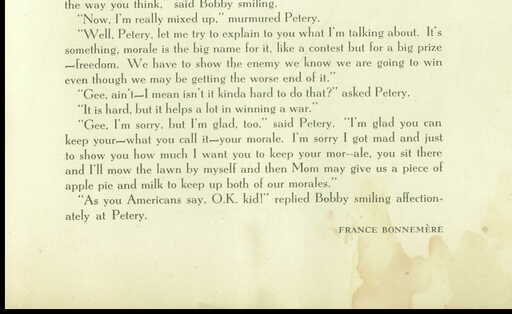 the way you think," said Bobby smiling.
"Now, I'm really mixed up," murmured Petery.
"Well, Petery, let me try to explain to you what I'm talking about. It's
something, morale is the big name for it, like a contest but for a big prize
—freedom. We have to show the enemy we know we are going to win
even though we may be getting the worse end of it."
"Gee, ain't—I mean isn't it kinda hard to do that?" asked Petery.
"It is hard, but it helps a lot in winning a war."
"Gee, I'm sorry, but I'm glad, too," said Petery. "I'm glad you can
keep your—what you call it—your morale. I'm sorry I got mad and just
to show you how much I want you to keep your mor-ale, you sit there
and I'll mow the lawn by myself and then Mom may give us a piece of
apple pie and milk to keep up both of our morales."
"As you Americans say, O.K. kid!" replied Bobby smiling affection-
ately at Petery.
FRANCE BONNEMÈRE